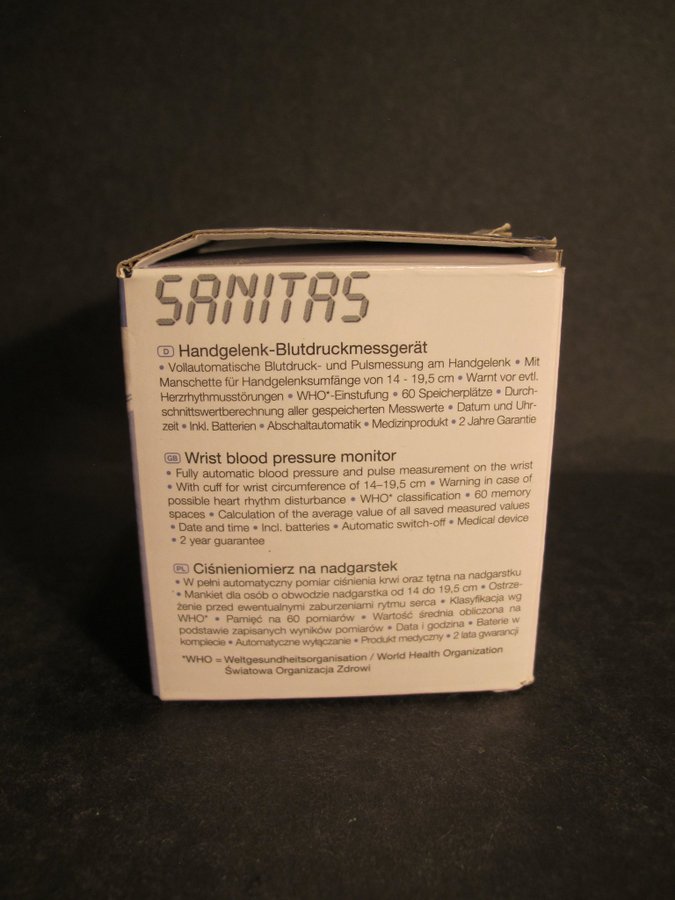 SANITAS
D Handgelenk-Blutdruckmessgerät
• Vollautomatische Blutdruck- und Pulsmessung am Handgelenk • Mit
Manschette für Handgelenksumfänge von 14 - 19,5 cm • Warnt vor evtl.
Herzrhythmusstörungen • WHO*-Einstufung • 60 Speicherplätze • Durch-
schnittswertberechnung aller gespeicherten Messwerte • Datum und Uhr-
zeit • Inkl. Batterien • Abschaltautomatik • Medizinprodukt • 2 Jahre Garantie
GB Wrist blood pressure monitor
• Fully automatic blood pressure and pulse measurement on the wrist
• With cuff for wrist circumference of 14–19,5 cm • Warning in case of
possible heart rhythm disturbance • WHO* classification • 60 memory
spaces • Calculation of the average value of all saved measured values
• Date and time • Incl. batteries • Automatic switch-off • Medical device
• 2 year guarantee
PL Ciśnieniomierz na nadgarstek
• W pełni automatyczny pomiar ciśnienia krwi oraz tętna na nadgarstku
• Mankiet dla osób o obwodzie nadgarstka od 14 do 19,5 cm • Ostrze-
żenie przed ewentualnymi zaburzeniami rytmu serca • Klasyfikacja wg
WHO* • Pamięć na 60 pomiarów • Wartość średnia obliczona na
podstawie zapisanych wyników pomiarów • Data i godzina • Baterie w
komplecie • Automatyczne wyłączanie • Produkt medyczny • 2 lata gwarancji
*WHO = Weltgesundheitsorganisation / World Health Organization
Światowa Organizacja Zdrowi